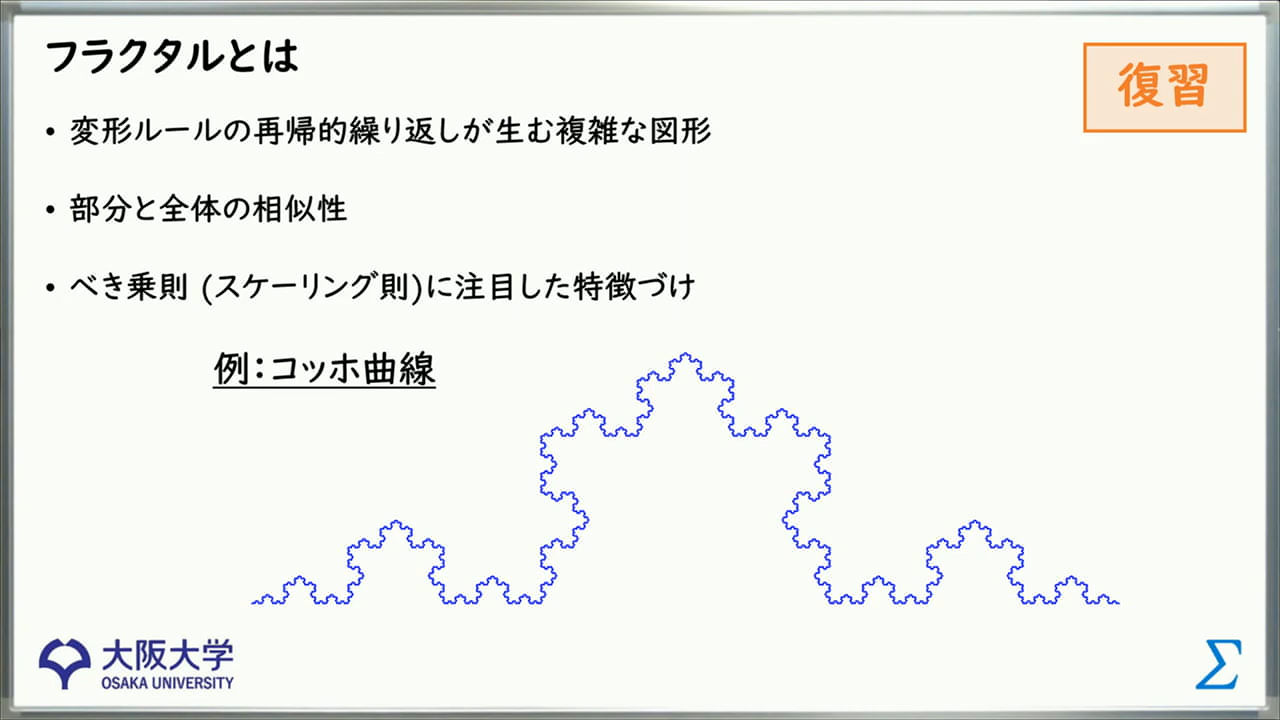 フラクタルとは
復習
• 変形ルールの再帰的繰り返しが生む複雑な図形
• 部分と全体の相似性
• べき乗則 (スケーリング則)に注目した特徴づけ
例：コッホ曲線
大阪大学
OSAKA UNIVERSITY
Σ